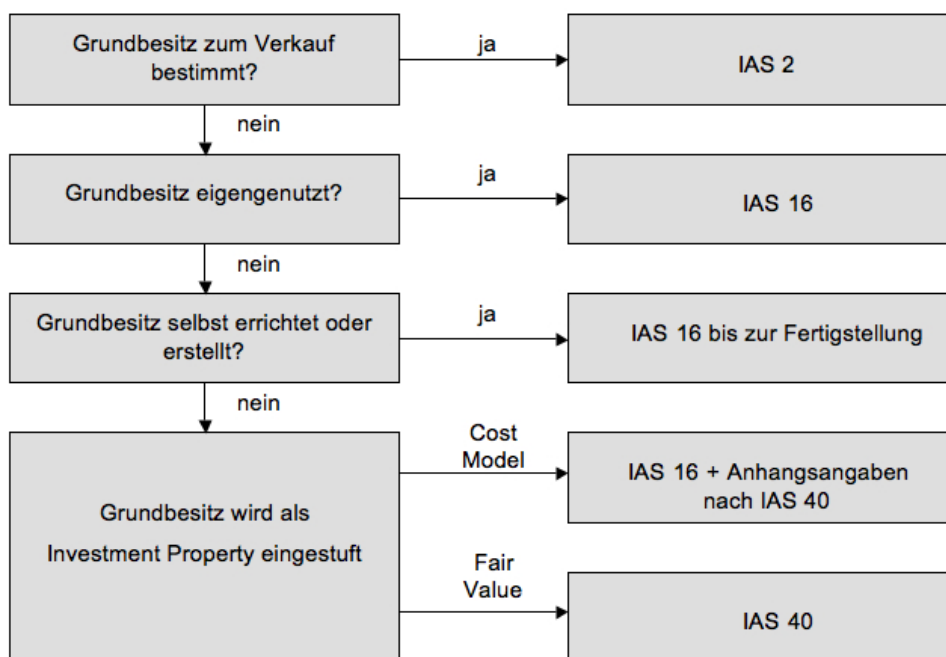 Grundbesitz zum Verkauf
bestimmt?
ja
IAS 2
nein
Grundbesitz eigengenutzt?
ja
IAS 16
nein
Grundbesitz selbst errichtet oder
erstellt?
ja
IAS 16 bis zur Fertigstellung
nein
Grundbesitz wird als
Investment Property eingestuft
Cost
Model
IAS 16 + Anhangsangaben
nach IAS 40
Fair
Value
IAS 40